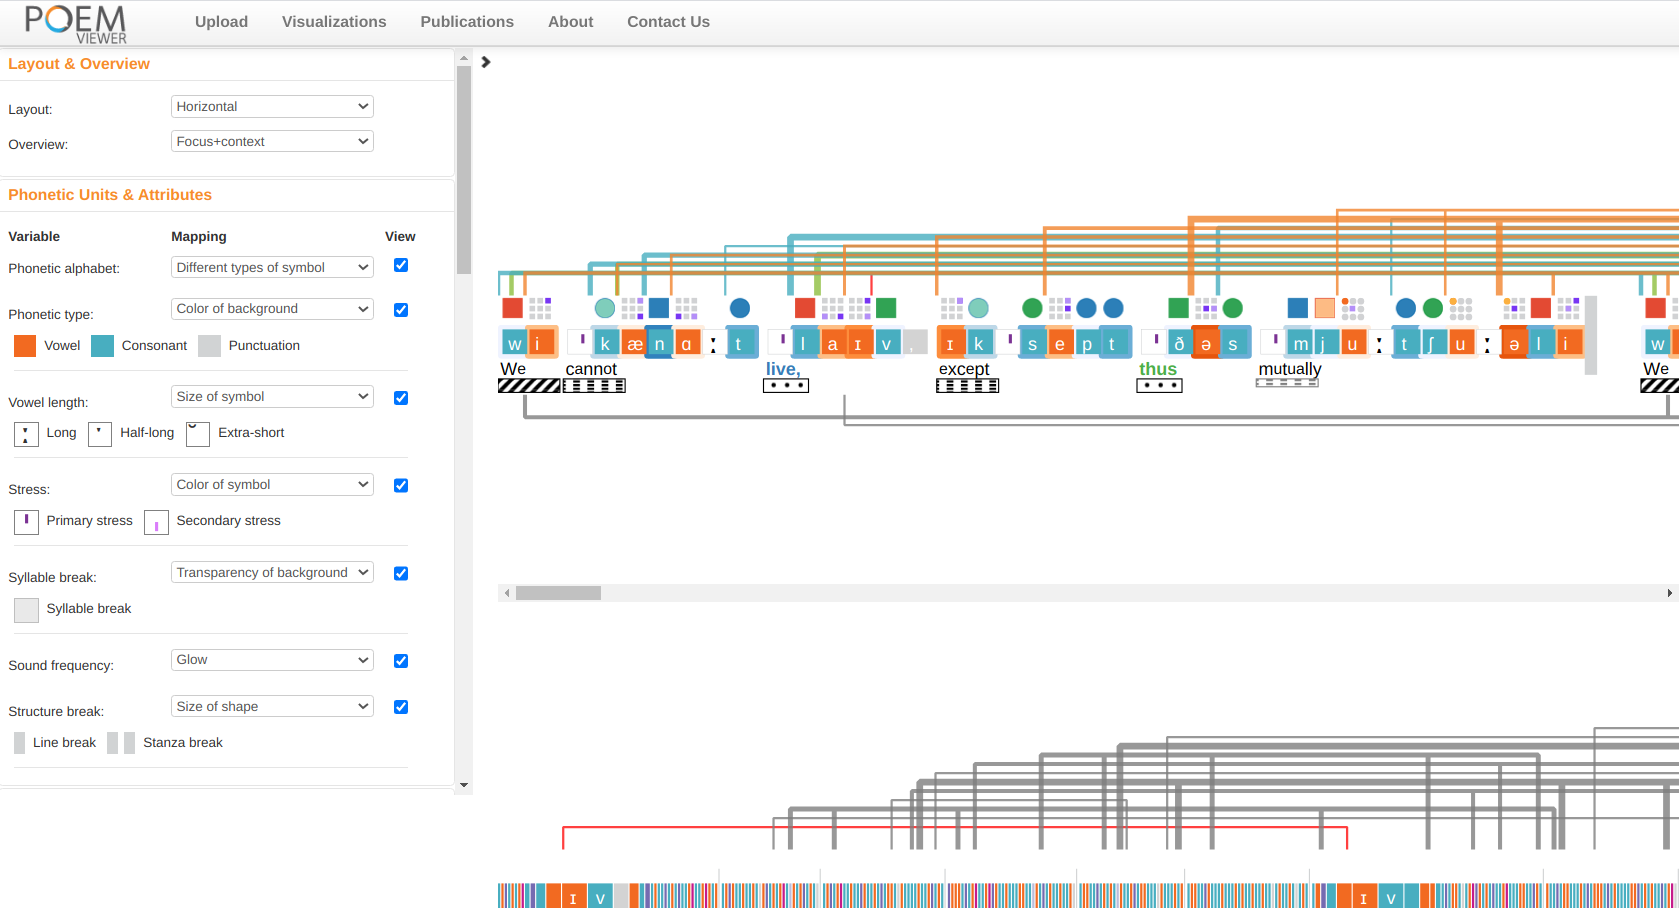 POEM
VIEWER
Upload Visualizations Publications About Contact Us
Layout & Overview
Layout: Horizontal
Overview: Focus+context
Phonetic Units & Attributes
Variable Mapping View
Phonetic alphabet: Different types of symbol
Phonetic type: Color of background
Vowel Consonant Punctuation
Vowel length: Size of symbol
Long Half-long Extra-short
Stress: Color of symbol
Primary stress Secondary stress
Syllable break: Transparency of background
Syllable break
Sound frequency: Glow
Structure break: Size of shape
Line break Stanza break
w i ˈ k æ n ɑ ː t ˈ l a ɪ v , ɪ k ˈ s e p t ˈ ð ə s ˈ m j u ː t ʃ u ː ə l i w
We cannot live, except thus mutually We
ɪ v ɪ v